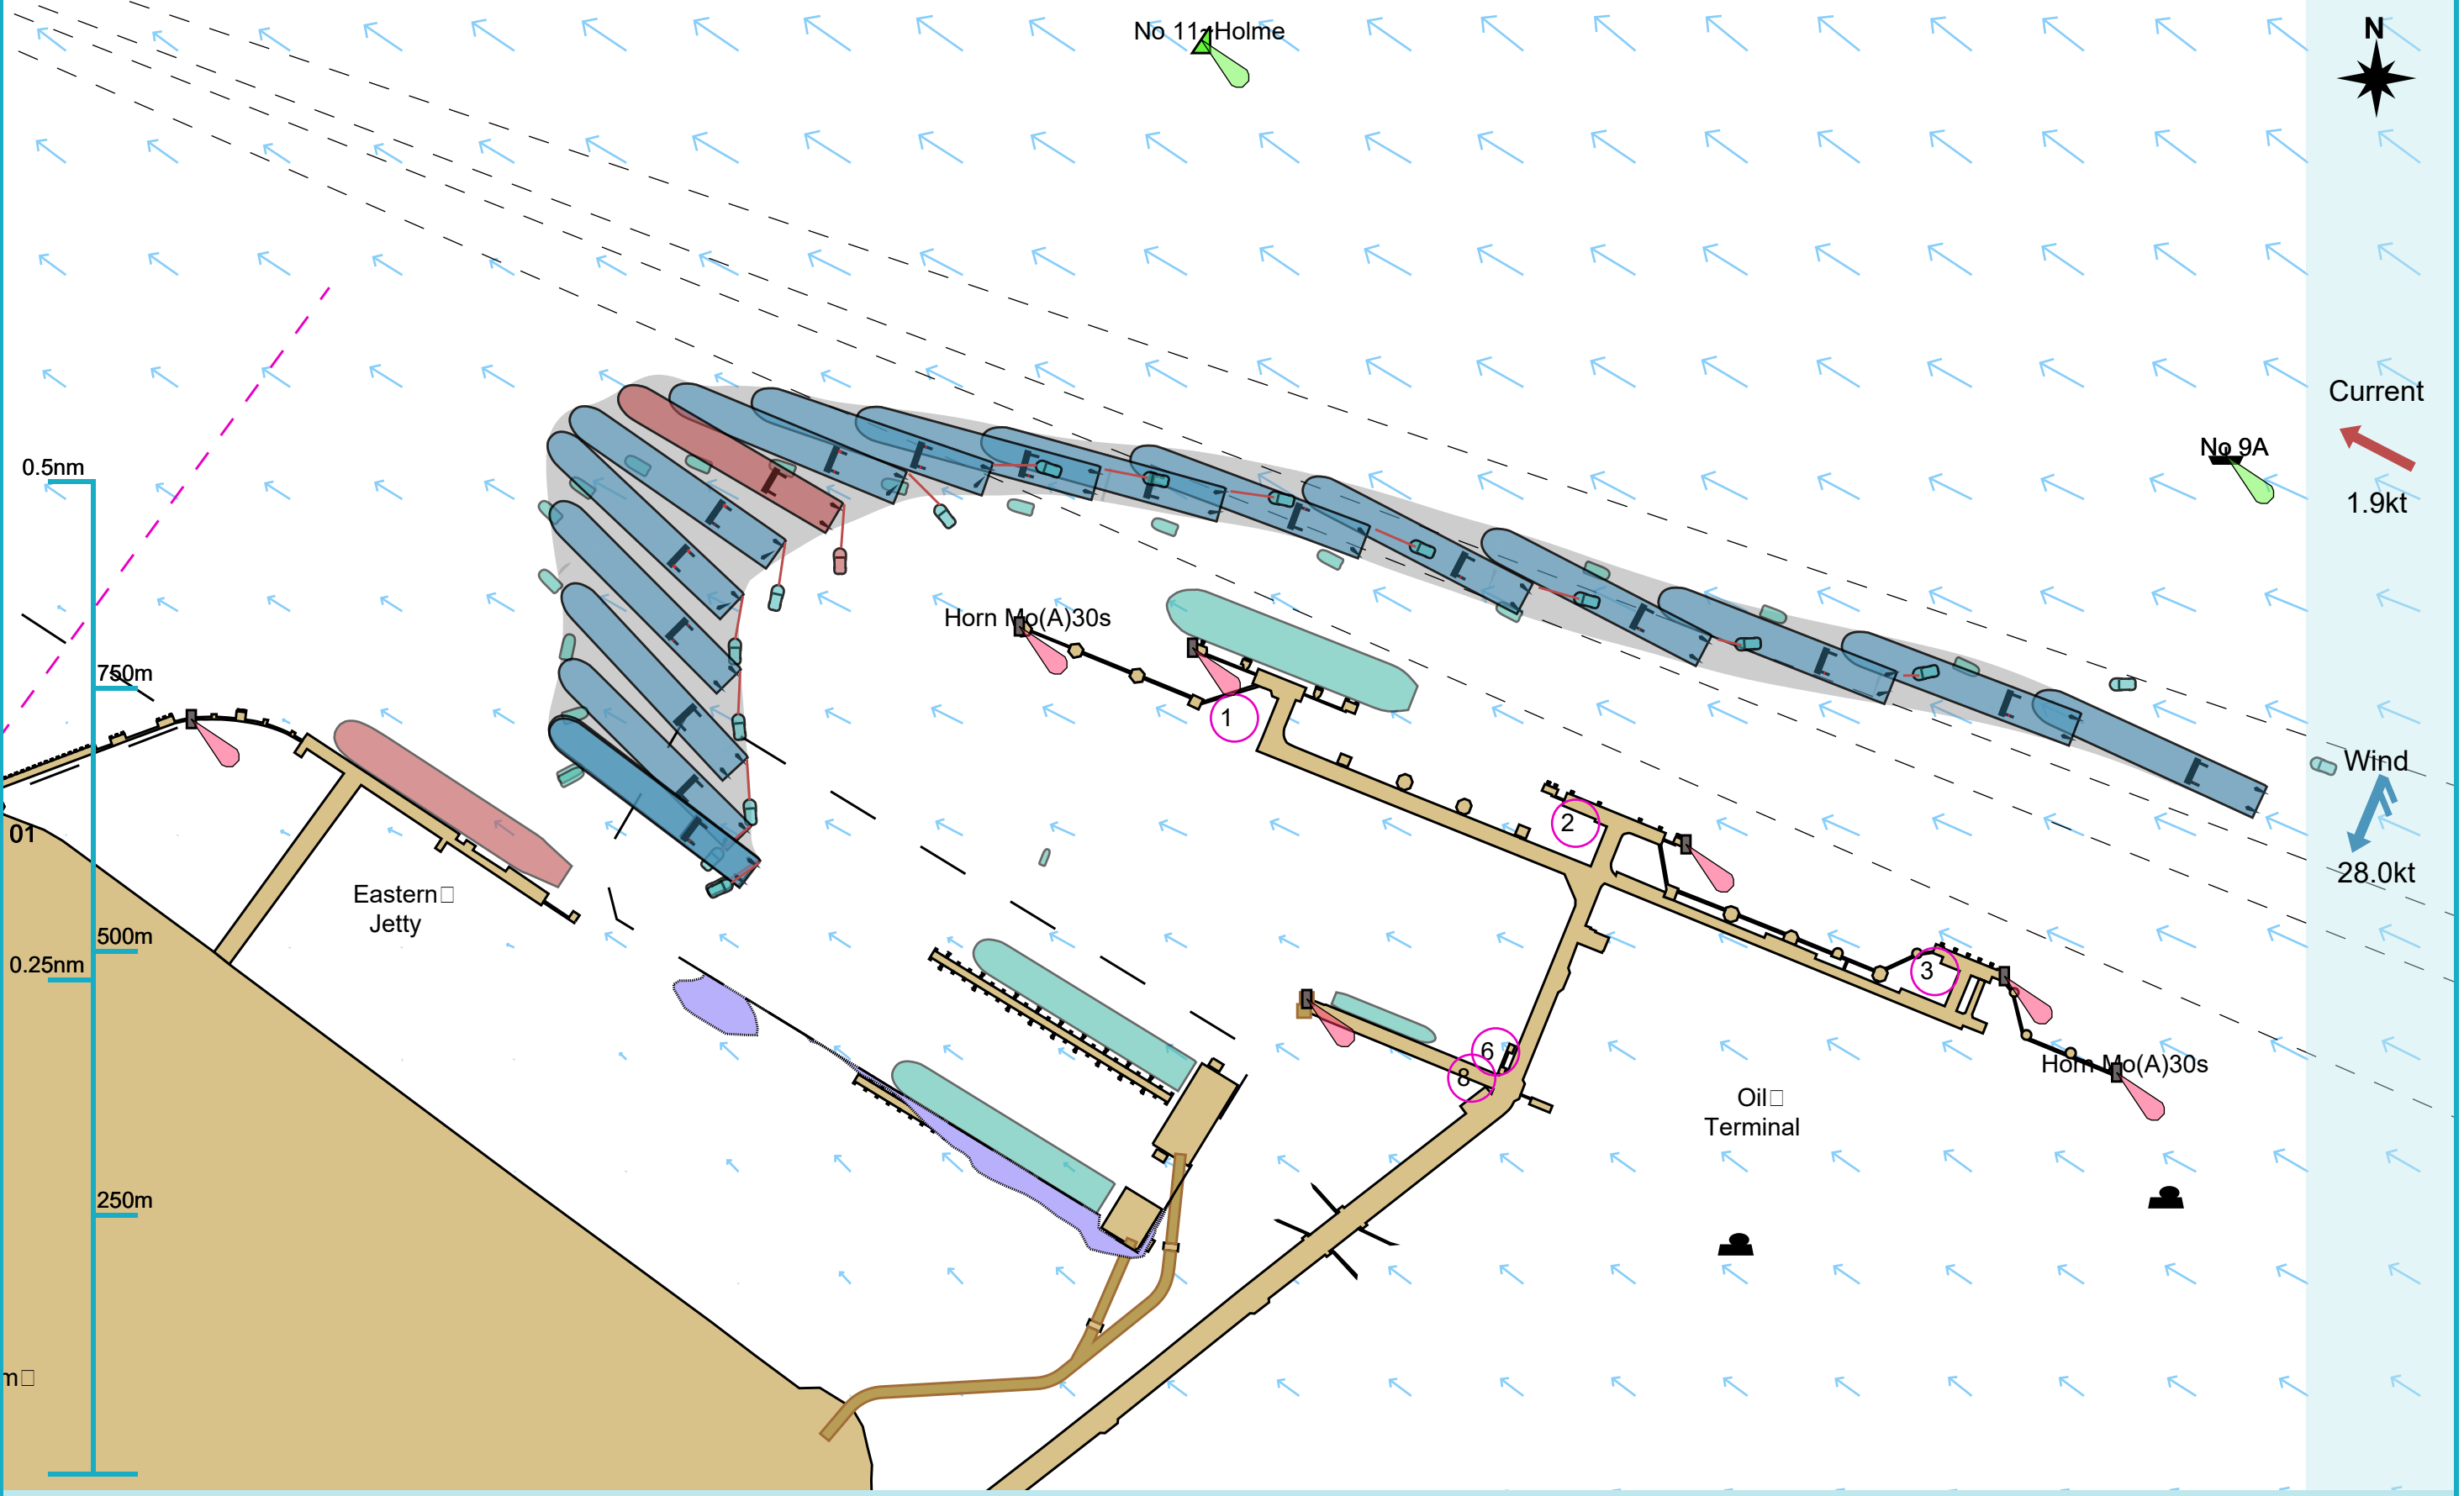 No 11-Holme
N
Current
1.9kt
No 9A
0.5nm
Horn Mo(A)30s
750m
1
Wind
28.0kt
2
01
Eastern
Jetty
500m
0.25nm
3
6
8
Horn Mo(A)30s
Oil
Terminal
250m
m